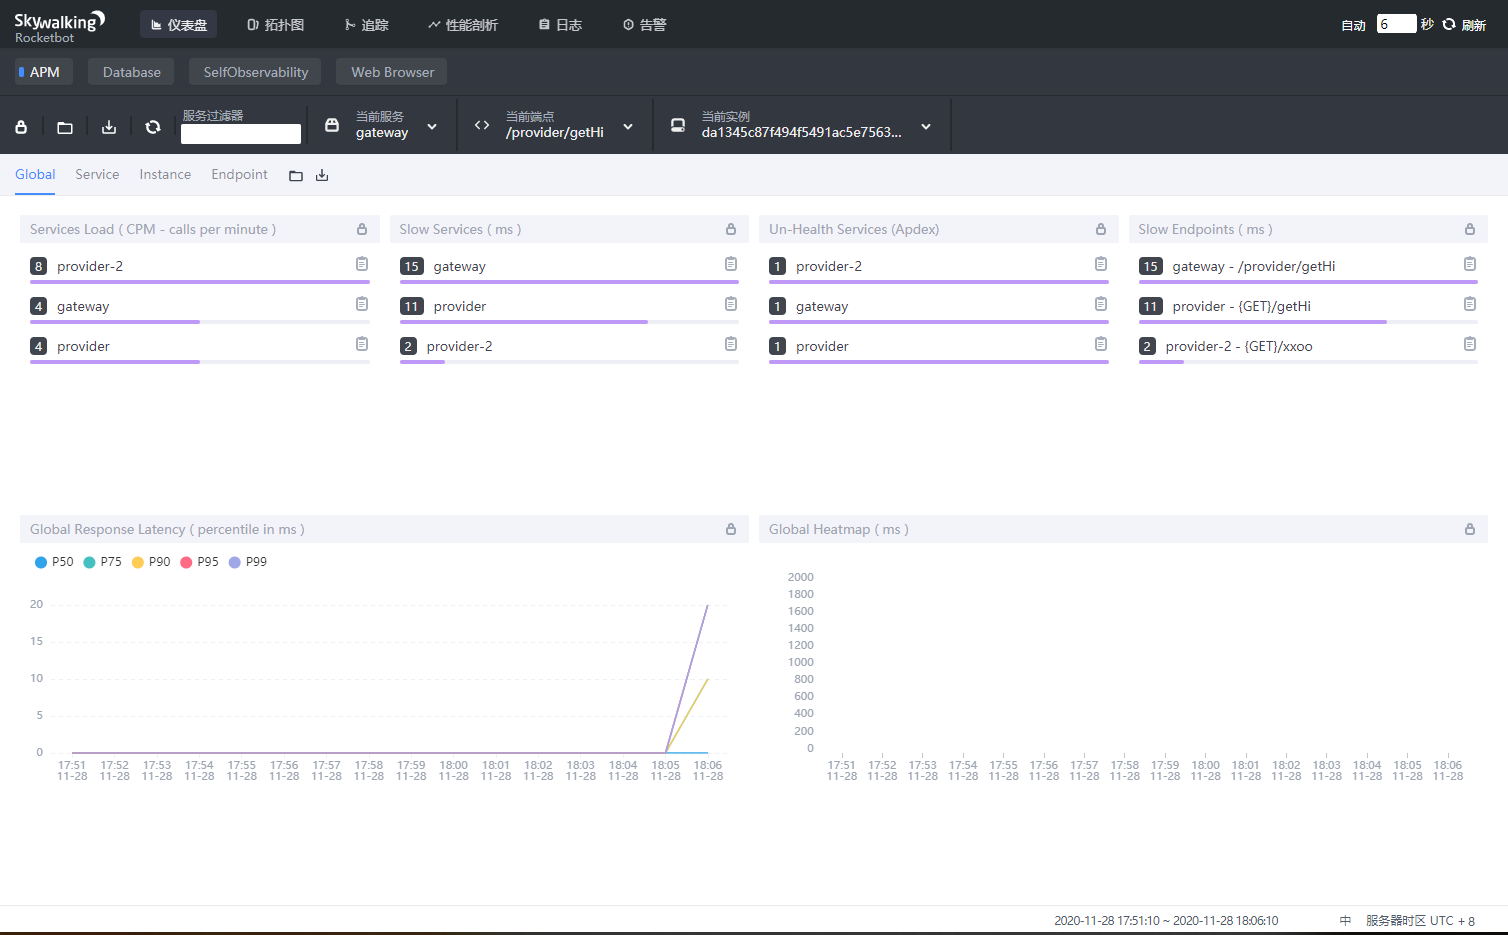 Skywalking
Rocketbot
仪表盘 拓扑图 追踪 性能剖析 日志 告警 自动 6 秒 刷新
APM Database SelfObservability Web Browser
服务过滤器 当前服务 当前端点 当前实例
gateway /provider/getHi da1345c87f494f5491ac5e7563...
Global Service Instance Endpoint
Services Load ( CPM - calls per minute )
8 provider-2
4 gateway
4 provider
Slow Services ( ms )
15 gateway
11 provider
2 provider-2
Un-Health Services (Apdex)
1 provider-2
1 gateway
1 provider
Slow Endpoints ( ms )
15 gateway - /provider/getHi
11 provider - {GET}/getHi
2 provider-2 - {GET}/xxoo
Global Response Latency ( percentile in ms )
P50 P75 P90 P95 P99
20
15
10
5
0
17:51 17:52 17:53 17:54 17:55 17:56 17:57 17:58 17:59 18:00 18:01 18:02 18:03 18:04 18:05 18:06
11-28 11-28 11-28 11-28 11-28 11-28 11-28 11-28 11-28 11-28 11-28 11-28 11-28 11-28 11-28 11-28
Global Heatmap ( ms )
2000
1800
1600
1400
1200
1000
800
600
400
200
0
17:51 17:52 17:53 17:54 17:55 17:56 17:57 17:58 17:59 18:00 18:01 18:02 18:03 18:04 18:05 18:06
11-28 11-28 11-28 11-28 11-28 11-28 11-28 11-28 11-28 11-28 11-28 11-28 11-28 11-28 11-28 11-28
2020-11-28 17:51:10 ~ 2020-11-28 18:06:10 中 服务器时区 UTC + 8